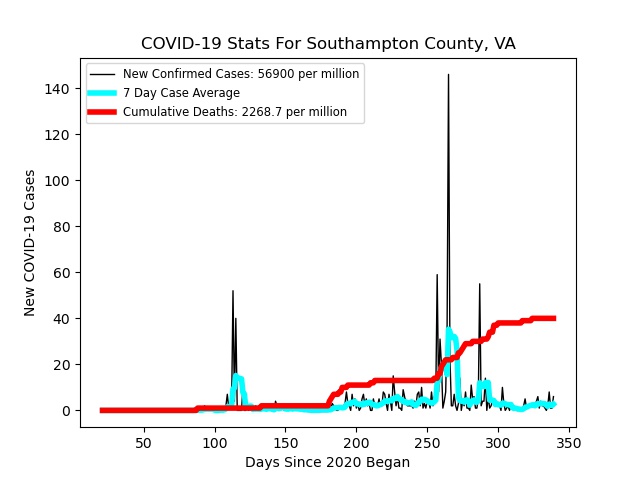 COVID-19 Stats For Southampton County, VA
New Confirmed Cases: 56900 per million
7 Day Case Average
Cumulative Deaths: 2268.7 per million
New COVID-19 Cases
140
120
100
80
60
40
20
0
50
100
150
200
250
300
350
Days Since 2020 Began